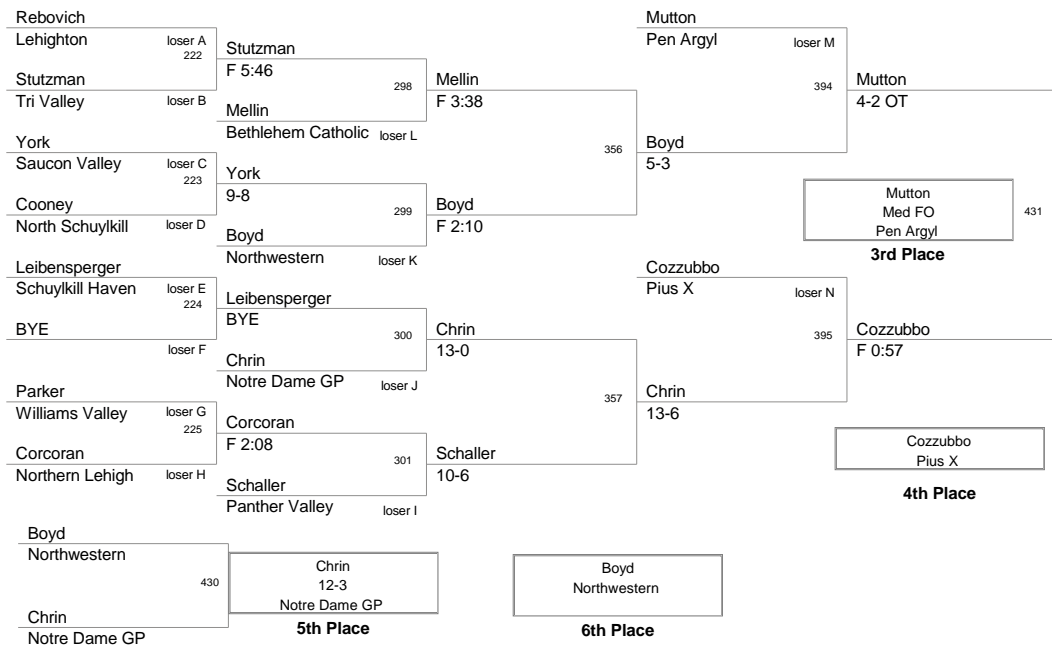 Rebovich
Lehighton
loser A
222
Stutzman
Tri Valley
loser B
Stutzman
F 5:46
298
Mellin
Bethlehem Catholic
loser L
York
Saucon Valley
loser C
223
Cooney
North Schuylkill
loser D
York
9-8
299
Boyd
Northwestern
loser K
Leibensperger
Schuylkill Haven
loser E
224
BYE
loser F
Leibensperger
BYE
300
Chrin
Notre Dame GP
loser J
Parker
Williams Valley
loser G
225
Corcoran
Northern Lehigh
loser H
Corcoran
F 2:08
301
Schaller
Panther Valley
loser I
Mellin
F 3:38
356
Boyd
F 2:10
Chrin
13-0
357
Schaller
10-6
Mutton
Pen Argyl
loser M
394
Boyd
5-3
Mutton
4-2 OT
Mutton
Med FO
Pen Argyl
431
3rd Place
Cozzubbo
Pius X
loser N
395
Chrin
13-6
Cozzubbo
F 0:57
Cozzubbo
Pius X
4th Place
Boyd
Northwestern
430
Chrin
Notre Dame GP
Chrin
12-3
Notre Dame GP
5th Place
Boyd
Northwestern
6th Place